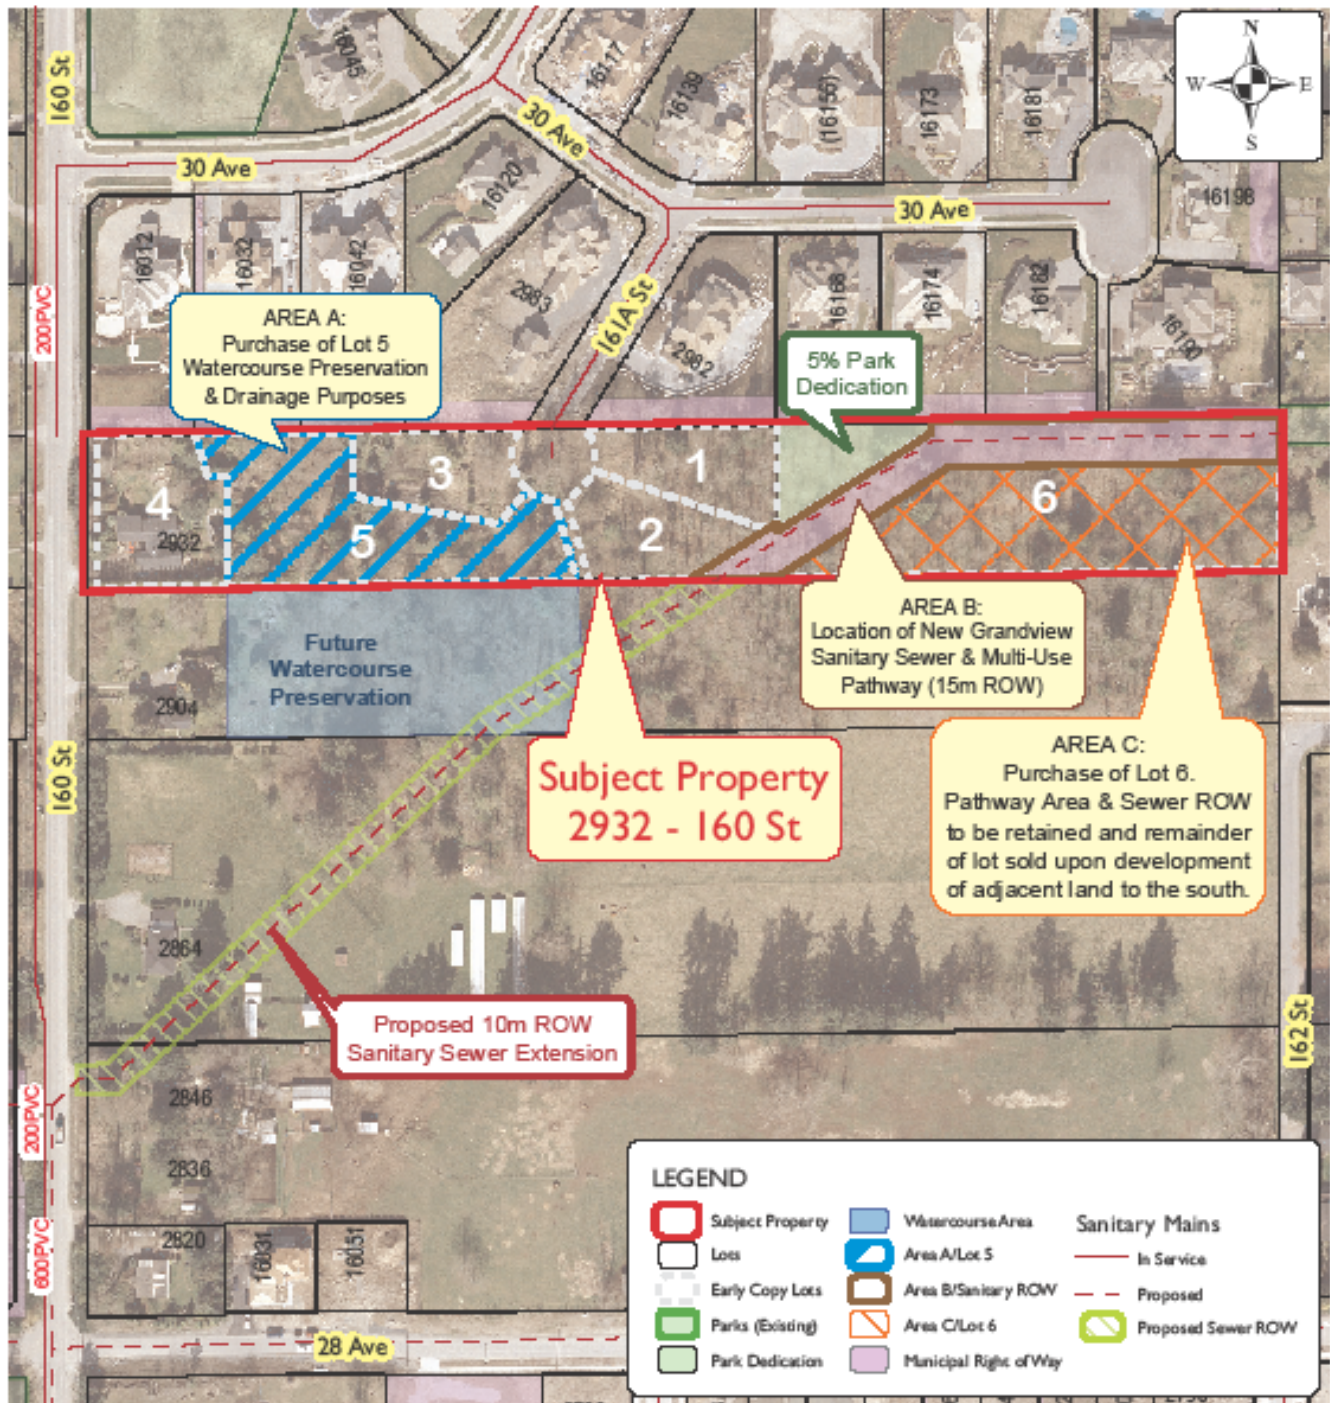 N
W E
S
160 St
16045
16117
16139
(16156)
16173
16181
30 Ave
30 Ave
16198
30 Ave
16012
16032
16042
16120
2983
161A St
2982
16168
16174
16182
16190
200PVC
AREA A:
Purchase of Lot 5
Watercourse Preservation
& Drainage Purposes
5% Park
Dedication
4
3
1
6
2932
5
2
Future
Watercourse
Preservation
2904
AREA B:
Location of New Grandview
Sanitary Sewer & Multi-Use
Pathway (15m ROW)
160 St
Subject Property
2932 - 160 St
AREA C:
Purchase of Lot 6.
Pathway Area & Sewer ROW
to be retained and remainder
of lot sold upon development
of adjacent land to the south.
2864
Proposed 10m ROW
Sanitary Sewer Extension
162 St
200PVC
2846
2836
600PVC
2820
16031
16051
28 Ave
LEGEND
Subject Property
Lots
Early Copy Lots
Parks (Existing)
Park Dedication
Watercourse Area
Area A/Lot 5
Area B/Sanitary ROW
Area C/Lot 6
Municipal Right of Way
Sanitary Mains
In Service
Proposed
Proposed Sewer ROW